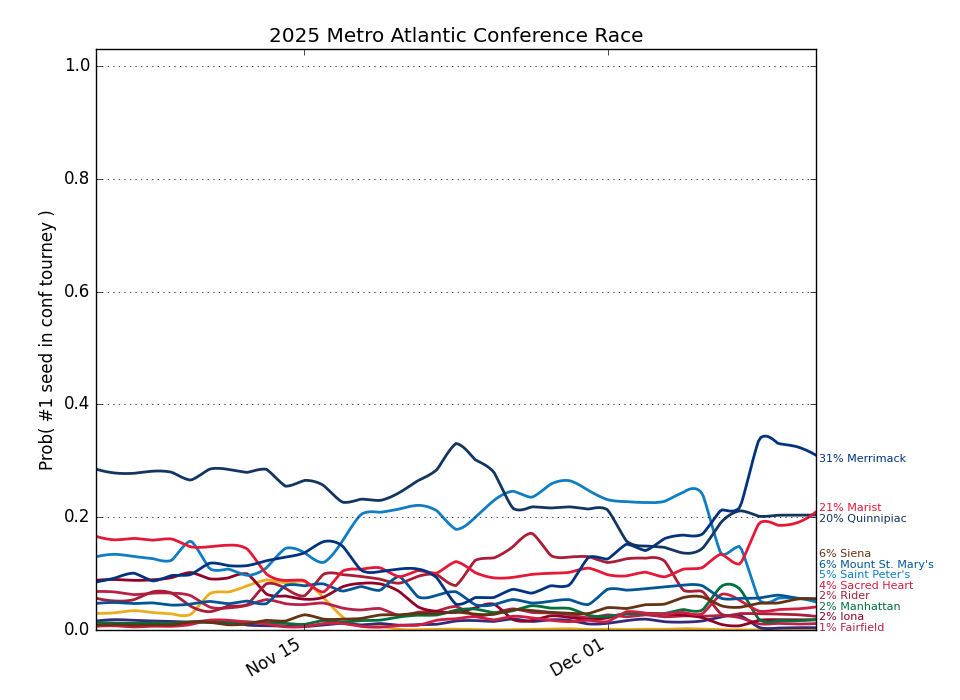 2025 Metro Atlantic Conference Race
Prob( #1 seed in conf tourney )
1.0
0.8
0.6
0.4
0.2
0.0
Nov 15
Dec 01
31% Merrimack
21% Marist
20% Quinnipiac
6% Siena
6% Mount St. Mary's
5% Saint Peter's
4% Sacred Heart
2% Rider
2% Manhattan
2% Iona
1% Fairfield